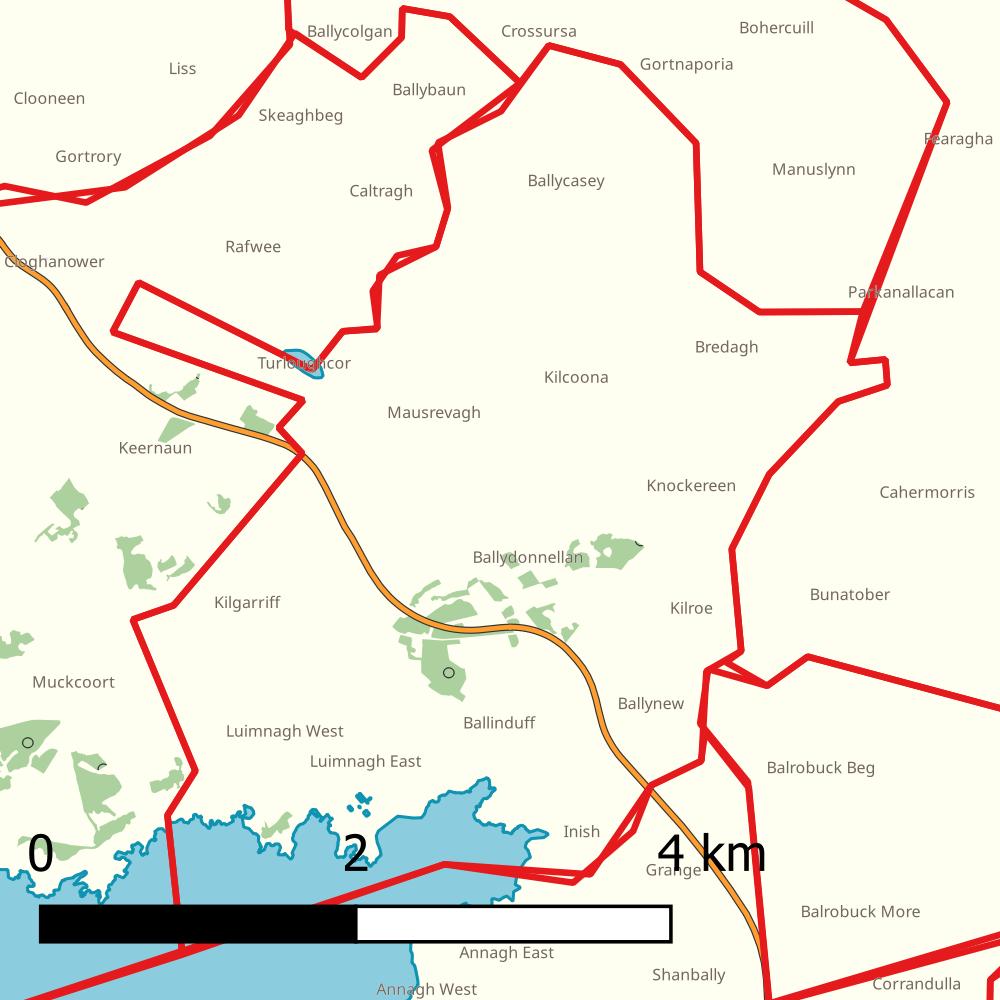 Ballycolgan
Crossursa
Bohercuill
Liss
Gortnaporia
Clooneen
Ballybaun
Skeaghbeg
Fearagha
Gortrory
Manuslynn
Ballycasey
Caltragh
Rafwee
Cloghanower
Parkanallacan
Bredagh
Turloughcor
Kilcoona
Mausrevagh
Keernaun
Knockereen
Cahermorris
Ballydonnellan
Bunatober
Kilgarriff
Kilroe
Muckcoort
Ballynew
Ballinduff
Luimnagh West
Luimnagh East
Balrobuck Beg
Inish
0 2 4 km
Grange
Balrobuck More
Annagh East
Shanbally
Corrandulla
Annagh West